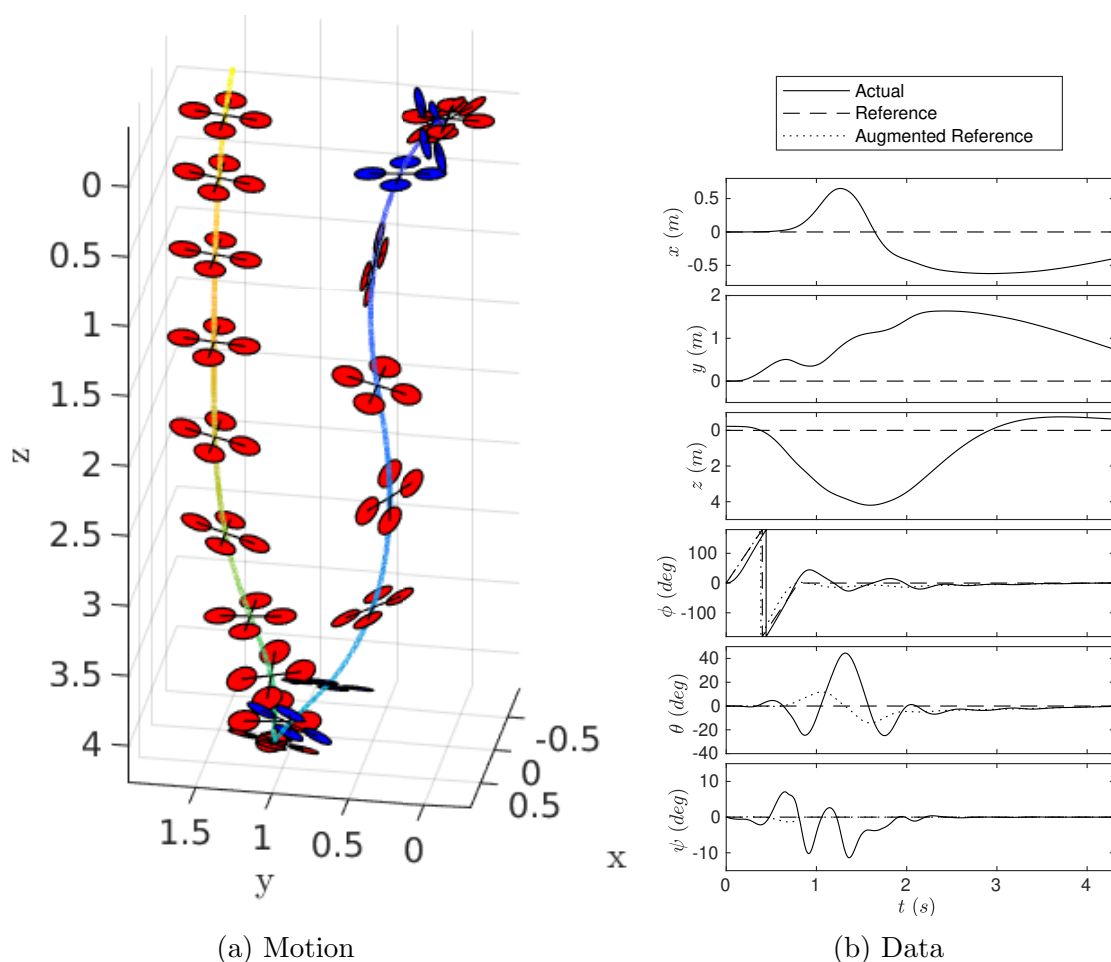 0
0.5
1
1.5
2
2.5
3
3.5
4
z
1.5
1
0.5
0
y
-0.5
0
0.5
x
(a) Motion
Actual
Reference
Augmented Reference
0.5
0
-0.5
x (m)
2
1
0
y (m)
0
2
4
z (m)
100
0
-100
ϕ (deg)
40
20
0
-20
-40
θ (deg)
10
0
-10
ψ (deg)
0
1
2
3
4
t (s)
(b) Data